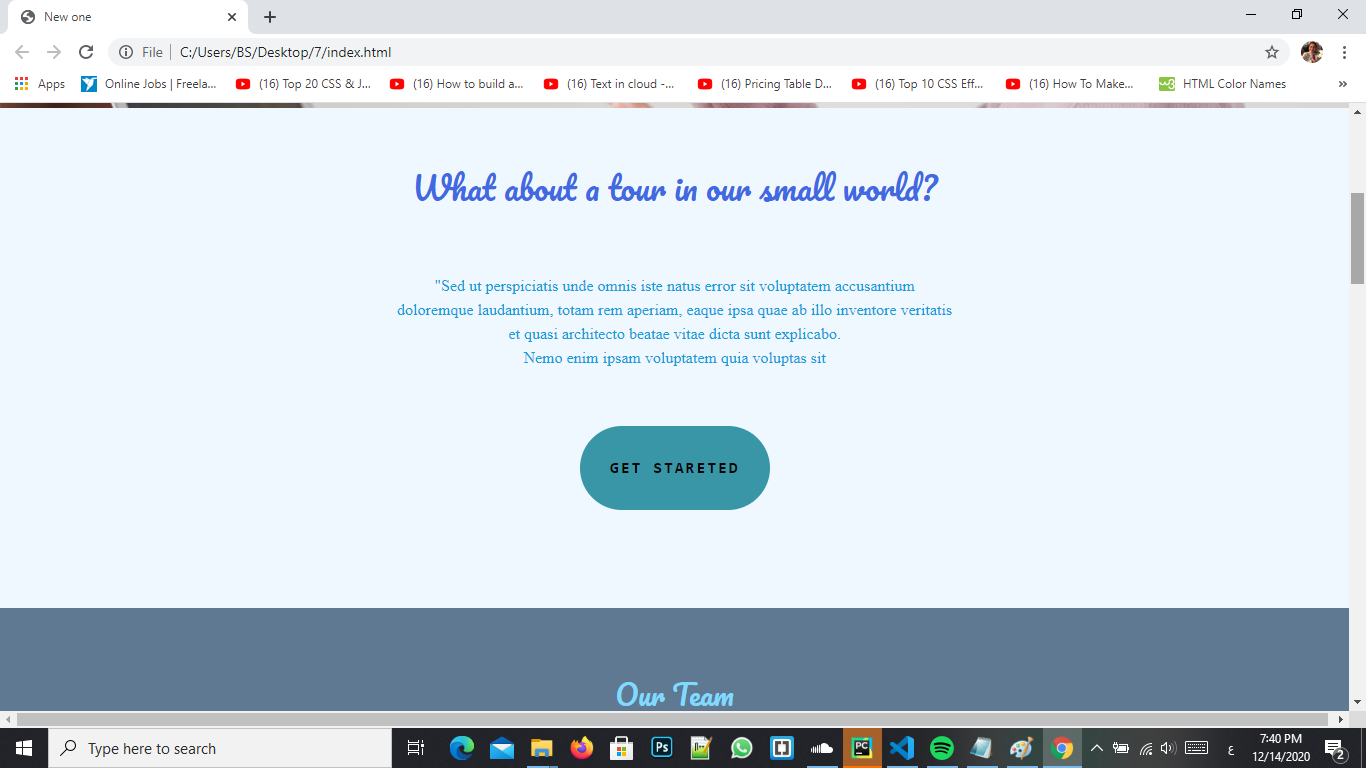 New one
File
C:/Users/BS/Desktop/7/index.html
Apps
Online Jobs | Freela...
(16) Top 20 CSS & J...
(16) How to build a...
(16) Text in cloud -...
(16) Pricing Table D...
(16) Top 10 CSS Eff...
(16) How To Make...
HTML Color Names
What about a tour in our small world?
"Sed ut perspiciatis unde omnis iste natus error sit voluptatem accusantium
doloremque laudantium, totam rem aperiam, eaque ipsa quae ab illo inventore veritatis
et quasi architecto beatae vitae dicta sunt explicabo.
Nemo enim ipsam voluptatem quia voluptas sit
GET STARETED
Our Team
Type here to search
Ps
PC
ع
7:40 PM
12/14/2020
2